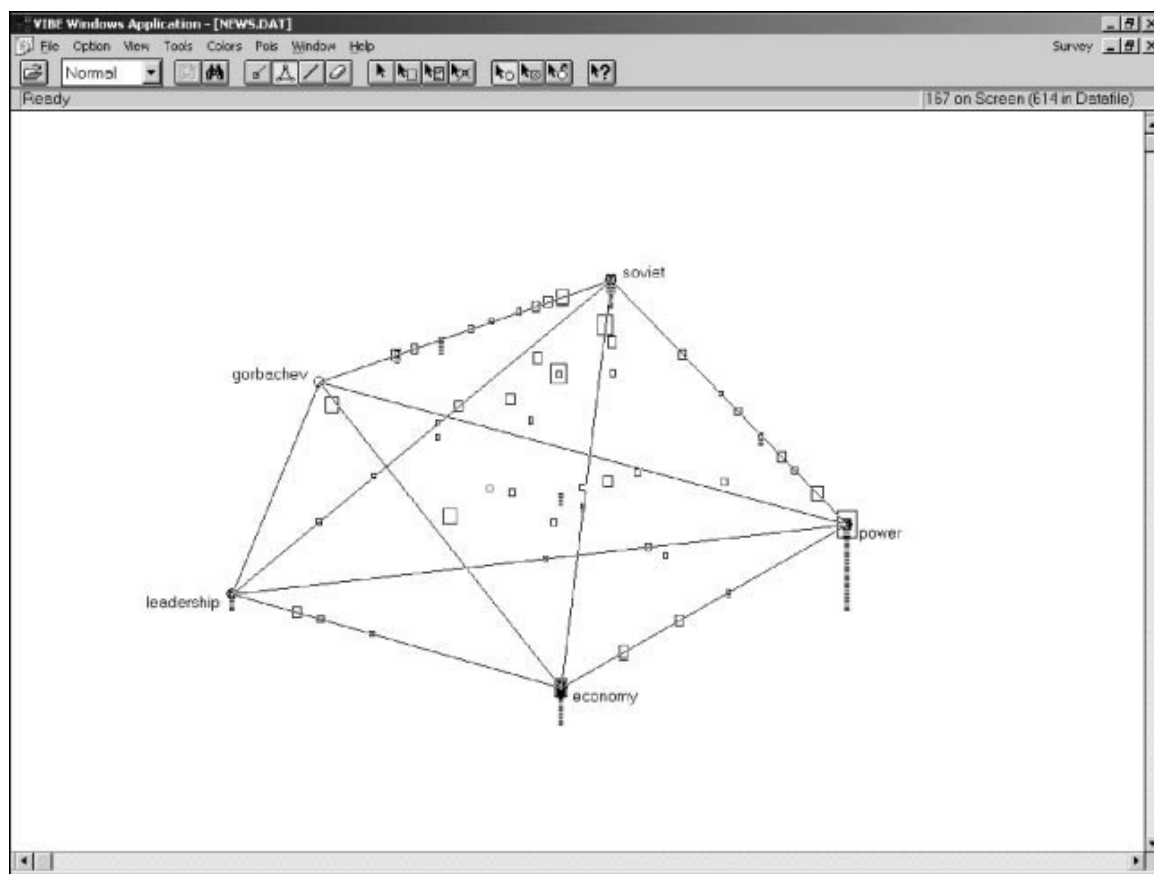 VIBE Windows Application - [NEWS.DAT]
File Option View Tools Colors Pois Window Help Survey
Normal
Ready 167 on Screen (614 in Datafile)
soviet
gorbachev
power
leadership
economy